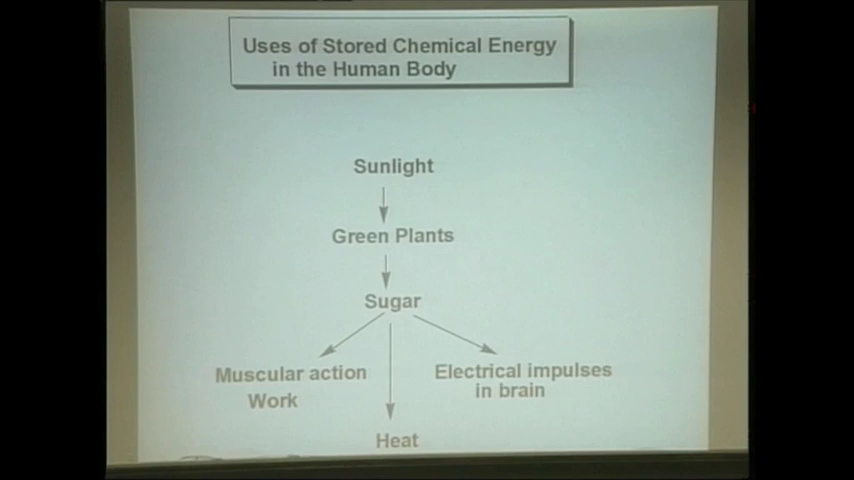 Uses of Stored Chemical Energy
in the Human Body
Sunlight
Green Plants
Sugar
Muscular action
Work
Electrical impulses
in brain
Heat